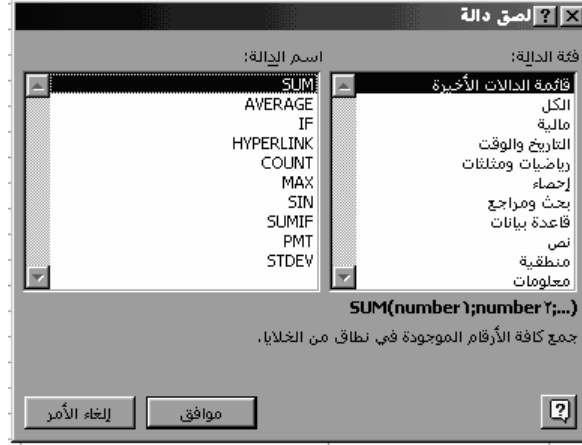 لصق دالة
فئة الدالة:
قائمة الدالات الأخيرة
الكل
مالية
التاريخ والوقت
رياضيات ومثلثات
إحصاء
بحث ومراجع
قاعدة بيانات
نص
منطقية
معلومات
اسم الدالة:
SUM
AVERAGE
IF
HYPERLINK
COUNT
MAX
SIN
SUMIF
PMT
STDEV
SUM(number١;number٢;...)
جمع كافة الأرقام الموجودة في نطاق من الخلايا.
موافق
إلغاء الأمر